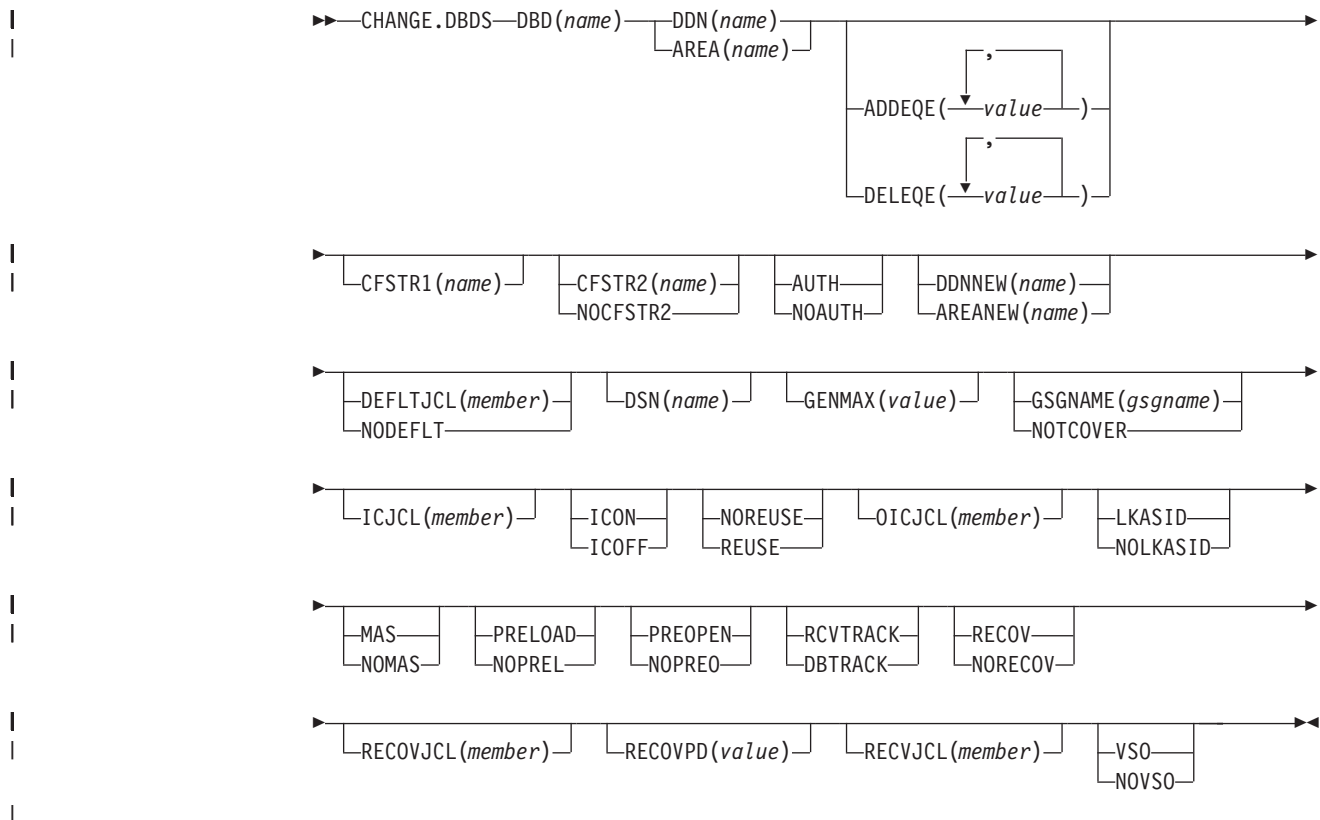 CHANGE.DBDS DBD(name) DDN(name)
AREA(name)
,
ADDEQE( value )
,
DELEQE( value )
CFSTR1(name) CFSTR2(name) AUTH DDNNEW(name)
NOCFSTR2 NOAUTH AREANEW(name)
DEFLTJCL(member) DSN(name) GENMAX(value) GSGNAME(gsgname)
NODEFLT NOTCOVER
ICJCL(member) ICON NOREUSE OICJCL(member) LKASID
ICOFF REUSE NOLKASID
MAS PRELOAD PREOPEN RCVTRACK RECOV
NOMAS NOPREL NOPREO DBTRACK NORECOV
RECOVJCL(member) RECOVPD(value) RECVJCL(member) VSO
NOVSO